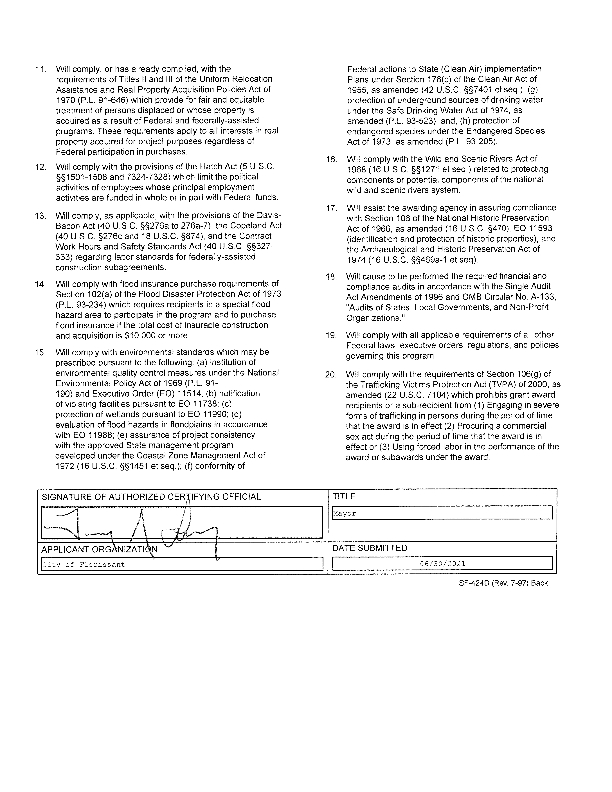 11. Will comply, or has already complied, with the
requirements of Titles II and III of the Uniform Relocation
Assistance and Real Property Acquisition Policies Act of
1970 (P.L. 91-646) which provide for fair and equitable
treatment of persons displaced or whose property is
acquired as a result of Federal and federally-assisted
programs. These requirements apply to all interests in real
property acquired for project purposes regardless of
Federal participation in purchases.
12. Will comply with the provisions of the Hatch Act (5 U.S.C.
§§1501-1508 and 7324-7328) which limit the political
activities of employees whose principal employment
activities are funded in whole or in part with Federal funds.
13. Will comply, as applicable, with the provisions of the Davis-
Bacon Act (40 U.S.C. §§276a to 276a-7), the Copeland Act
(40 U.S.C. §276c and 18 U.S.C. §874), and the Contract
Work Hours and Safety Standards Act (40 U.S.C. §§327-
333) regarding labor standards for federally-assisted
construction subagreements.
14. Will comply with flood insurance purchase requirements of
Section 102(a) of the Flood Disaster Protection Act of 1973
(P.L. 93-234) which requires recipients in a special flood
hazard area to participate in the program and to purchase
flood insurance if the total cost of insurable construction
and acquisition is $10,000 or more.
15. Will comply with environmental standards which may be
prescribed pursuant to the following: (a) institution of
environmental quality control measures under the National
Environmental Policy Act of 1969 (P.L. 91-
190) and Executive Order (EO) 11514; (b) notification
of violating facilities pursuant to EO 11738; (c)
protection of wetlands pursuant to EO 11990; (d)
evaluation of flood hazards in floodplains in accordance
with EO 11988; (e) assurance of project consistency
with the approved State management program
developed under the Coastal Zone Management Act of
1972 (16 U.S.C. §§1451 et seq.); (f) conformity of
Federal actions to State (Clean Air) implementation
Plans under Section 176(c) of the Clean Air Act of
1955, as amended (42 U.S.C. §§7401 et seq.); (g)
protection of underground sources of drinking water
under the Safe Drinking Water Act of 1974, as
amended (P.L. 93-523); and, (h) protection of
endangered species under the Endangered Species
Act of 1973, as amended (P.L. 93-205).
16. Will comply with the Wild and Scenic Rivers Act of
1968 (16 U.S.C. §§1271 et seq.) related to protecting
components or potential components of the national
wild and scenic rivers system.
17. Will assist the awarding agency in assuring compliance
with Section 106 of the National Historic Preservation
Act of 1966, as amended (16 U.S.C. §470), EO 11593
(identification and protection of historic properties), and
the Archaeological and Historic Preservation Act of
1974 (16 U.S.C. §§469a-1 et seq).
18. Will cause to be performed the required financial and
compliance audits in accordance with the Single Audit
Act Amendments of 1996 and OMB Circular No. A-133,
"Audits of States, Local Governments, and Non-Profit
Organizations."
19. Will comply with all applicable requirements of all other
Federal laws, executive orders, regulations, and policies
governing this program.
20. Will comply with the requirements of Section 106(g) of
the Trafficking Victims Protection Act (TVPA) of 2000, as
amended (22 U.S.C. 7104) which prohibits grant award
recipients or a sub-recipient from (1) Engaging in severe
forms of trafficking in persons during the period of time
that the award is in effect (2) Procuring a commercial
sex act during the period of time that the award is in
effect or (3) Using forced labor in the performance of the
award or subawards under the award.
SIGNATURE OF AUTHORIZED CERTIFYING OFFICIAL
TITLE
Mayor
APPLICANT ORGANIZATION
DATE SUBMITTED
City of Florissant
06/30/2021
SF-424D (Rev. 7-97) Back